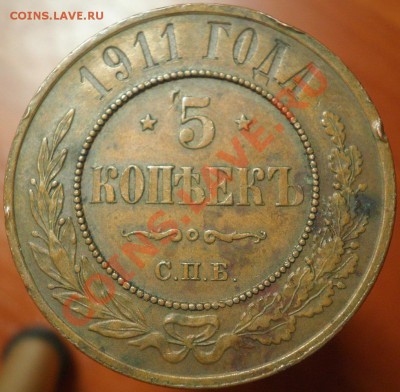 COINS.LAVE.RU
1911 ГОДА
5
КОПѢЕКЪ
С.П.Б.
COINS.LAVE.RU